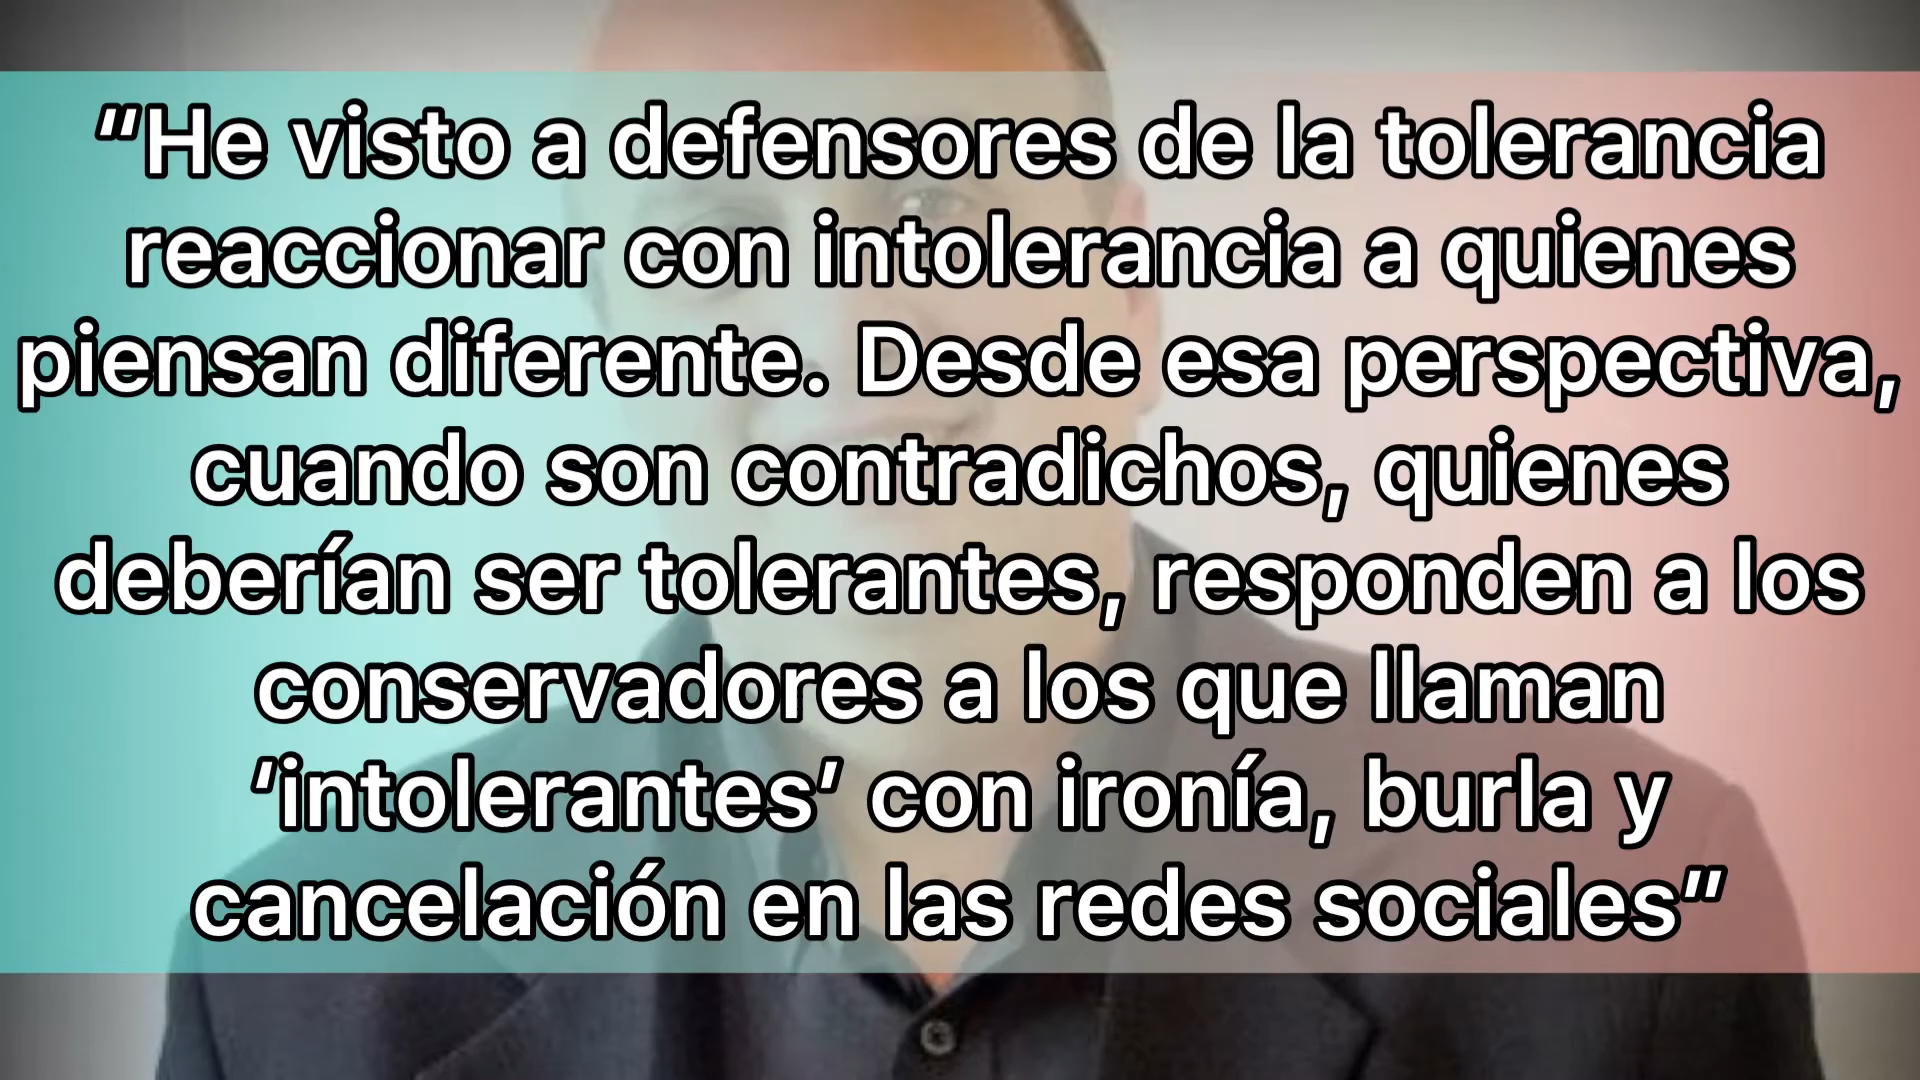 “He visto a defensores de la tolerancia
reaccionar con intolerancia a quienes
piensan diferente. Desde esa perspectiva,
cuando son contradichos, quienes
deberían ser tolerantes, responden a los
conservadores a los que llaman
‘intolerantes’ con ironía, burla y
cancelación en las redes sociales”